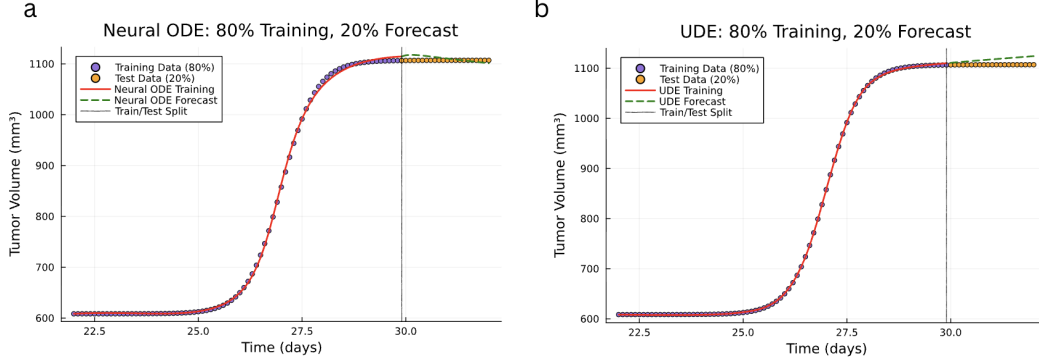 a
Neural ODE: 80% Training, 20% Forecast
Tumor Volume (mm³)
1100
1000
900
800
700
600
Training Data (80%)
Test Data (20%)
Neural ODE Training
Neural ODE Forecast
Train/Test Split
22.5 25.0 27.5 30.0
Time (days)
b
UDE: 80% Training, 20% Forecast
Tumor Volume (mm³)
1100
1000
900
800
700
600
Training Data (80%)
Test Data (20%)
UDE Training
UDE Forecast
Train/Test Split
22.5 25.0 27.5 30.0
Time (days)